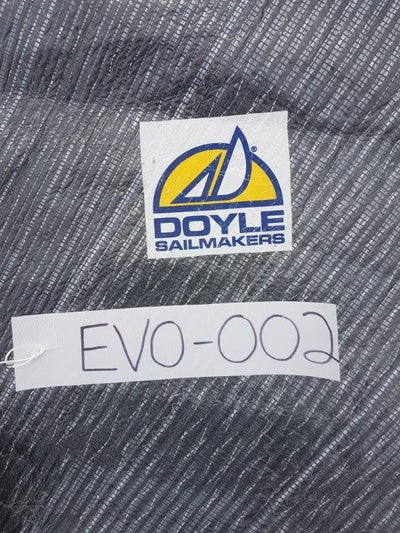 ®
DOYLE
SAILMAKERS
EVO-002